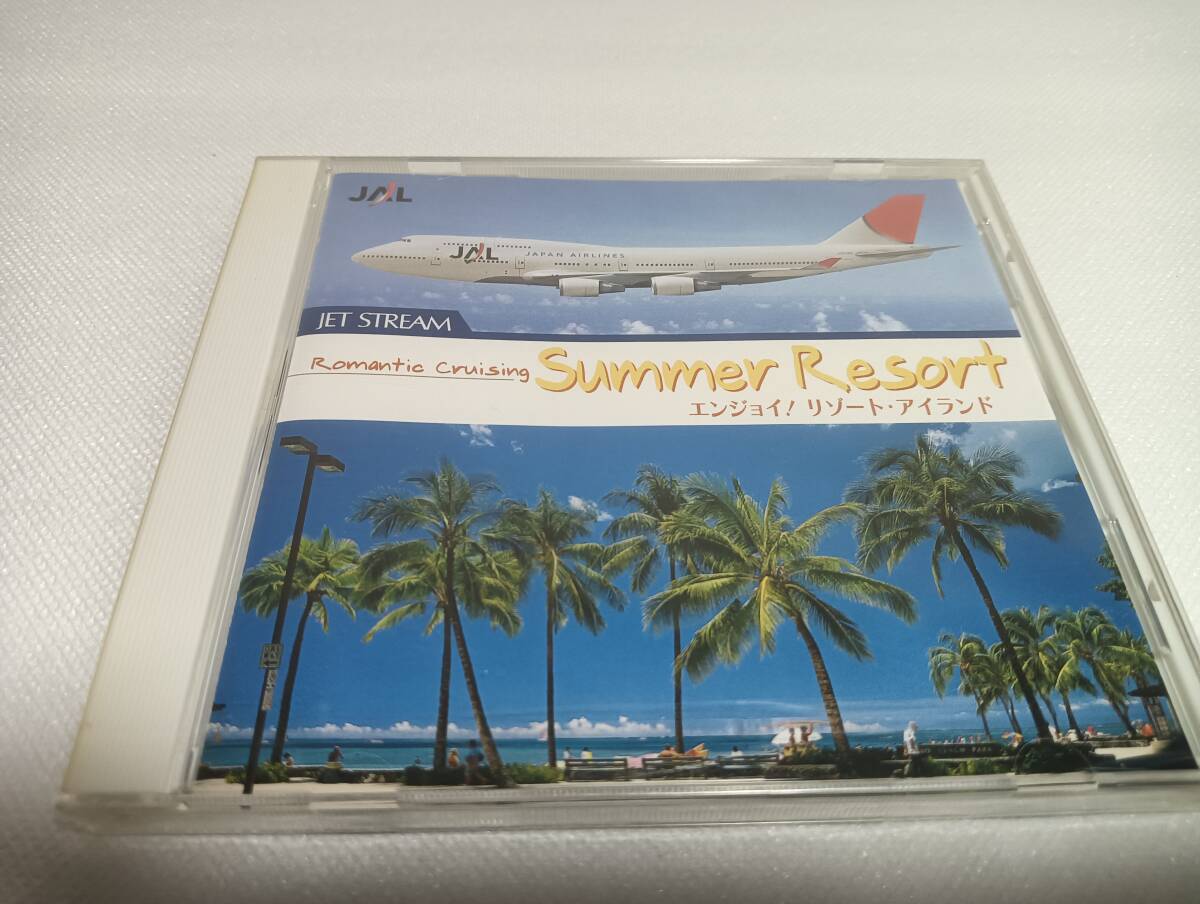 JAL
JAL JAPAN AIRLINES
JET STREAM
Romantic Cruising
Summer Resort
エンジョイ! リゾート・アイランド